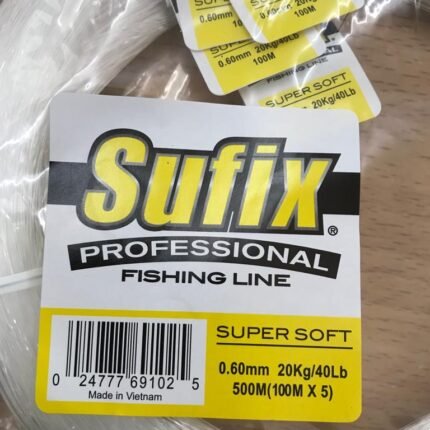 SUPER SOFT
0.60mm 20Kg/40Lb
100M
FISHING LINE
SUPER SOFT
20Kg/40Lb
Sufix®
PROFESSIONAL
FISHING LINE
SUPER SOFT
0.60mm 20Kg/40Lb
500M(100M X 5)
0 24777 69102 5
Made in Vietnam